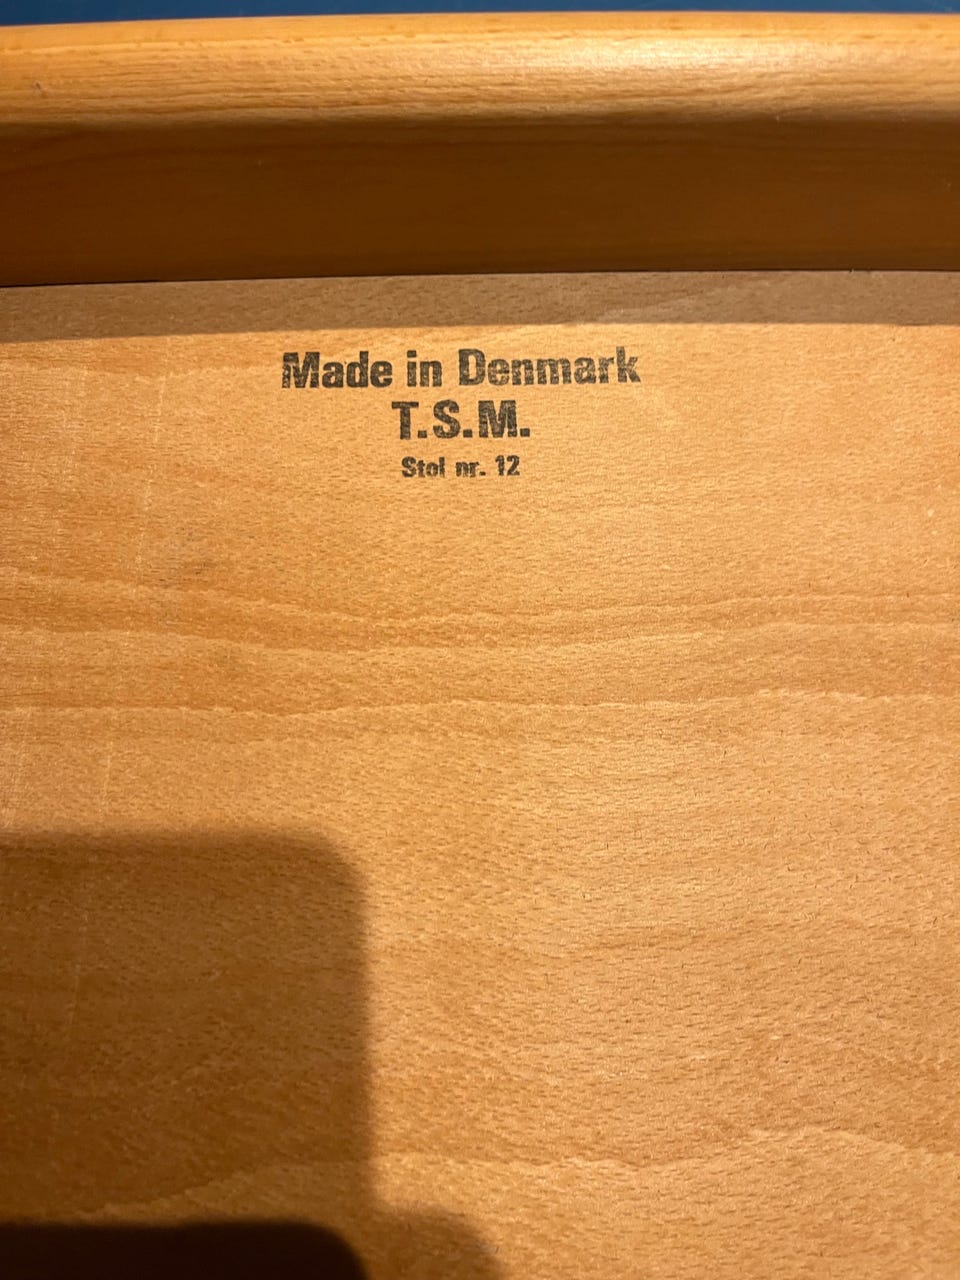 Made in Denmark
T.S.M.
Stol nr. 12